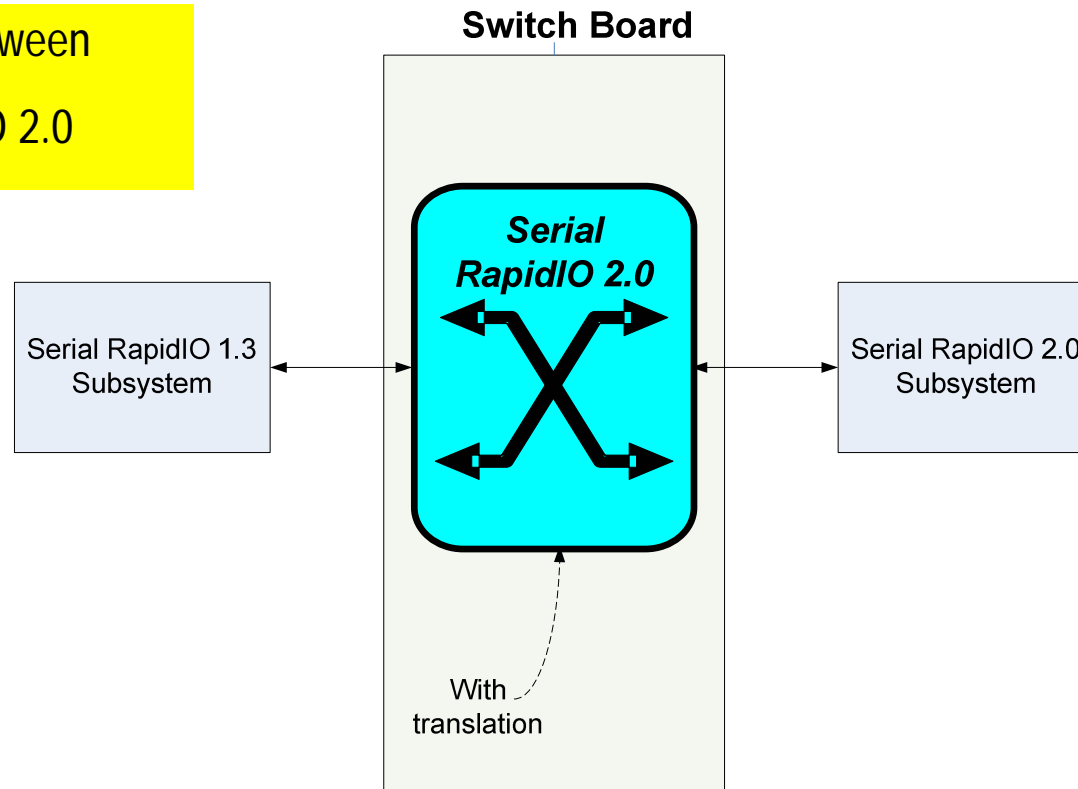 ween
2.0
Switch Board
Serial
RapidIO 2.0
Serial RapidIO 1.3
Subsystem
Serial RapidIO 2.0
Subsystem
With
translation